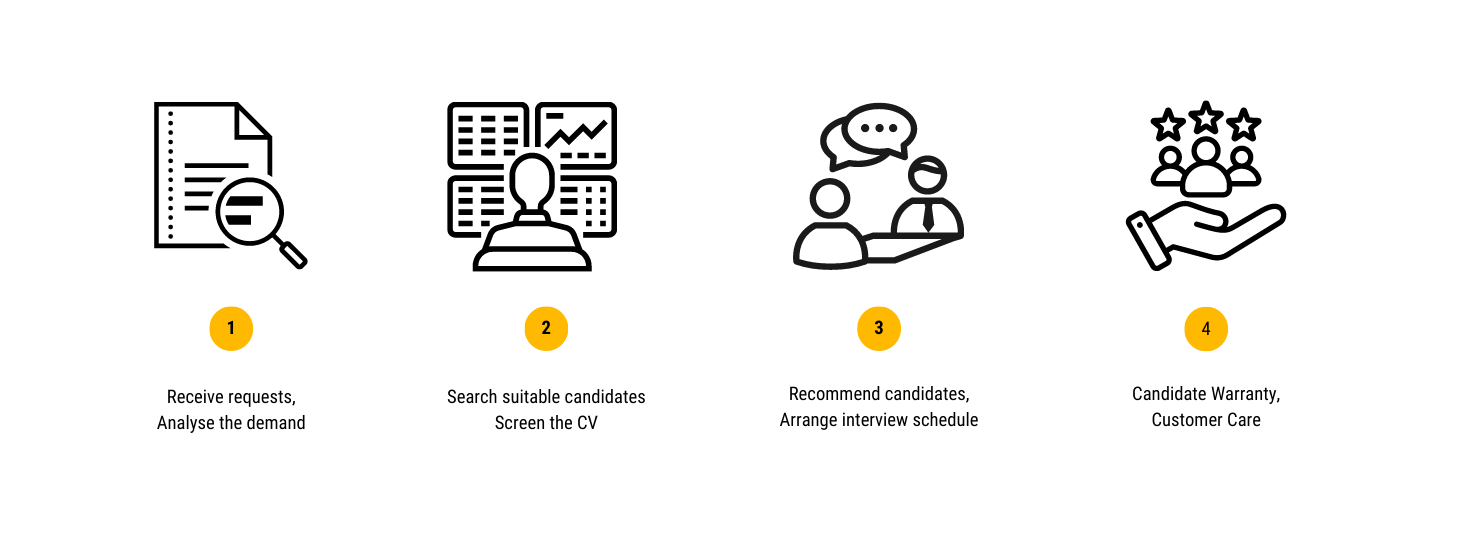 1
Receive requests,
Analyse the demand
2
Search suitable candidates
Screen the CV
3
Recommend candidates,
Arrange interview schedule
4
Candidate Warranty,
Customer Care